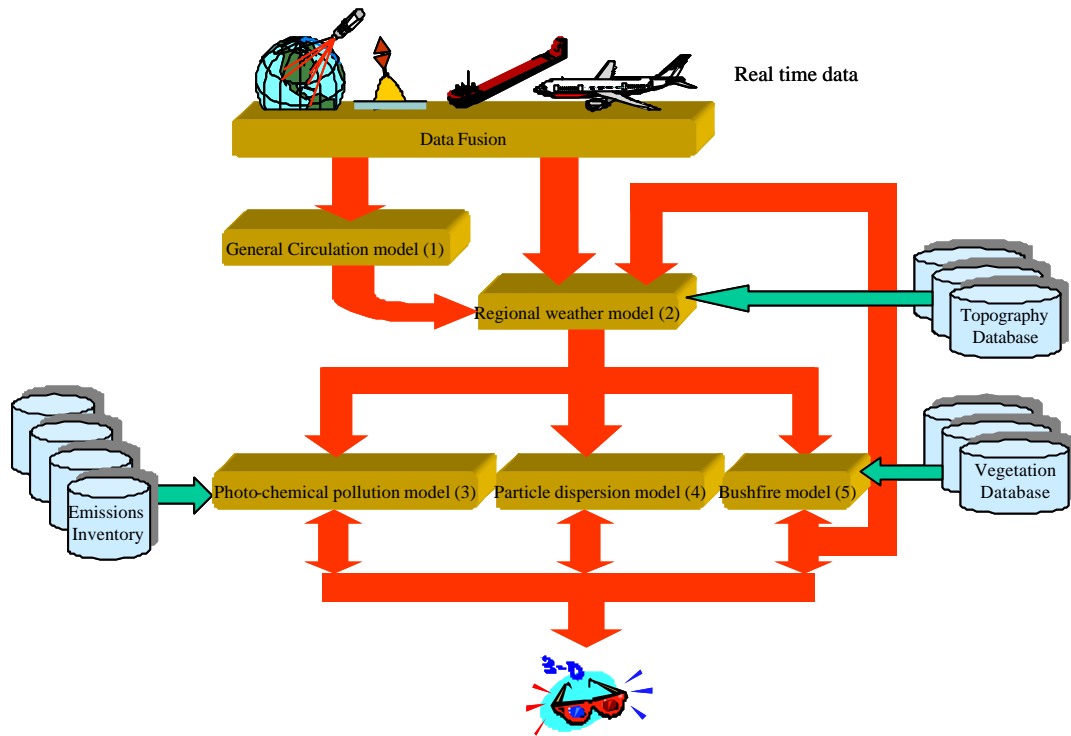 Real time data
Data Fusion
General Circulation model (1)
Regional weather model (2)
Topography
Database
Photo-chemical pollution model (3)
Particle dispersion model (4)
Bushfire model (5)
Vegetation
Database
Emissions
Inventory
3-D